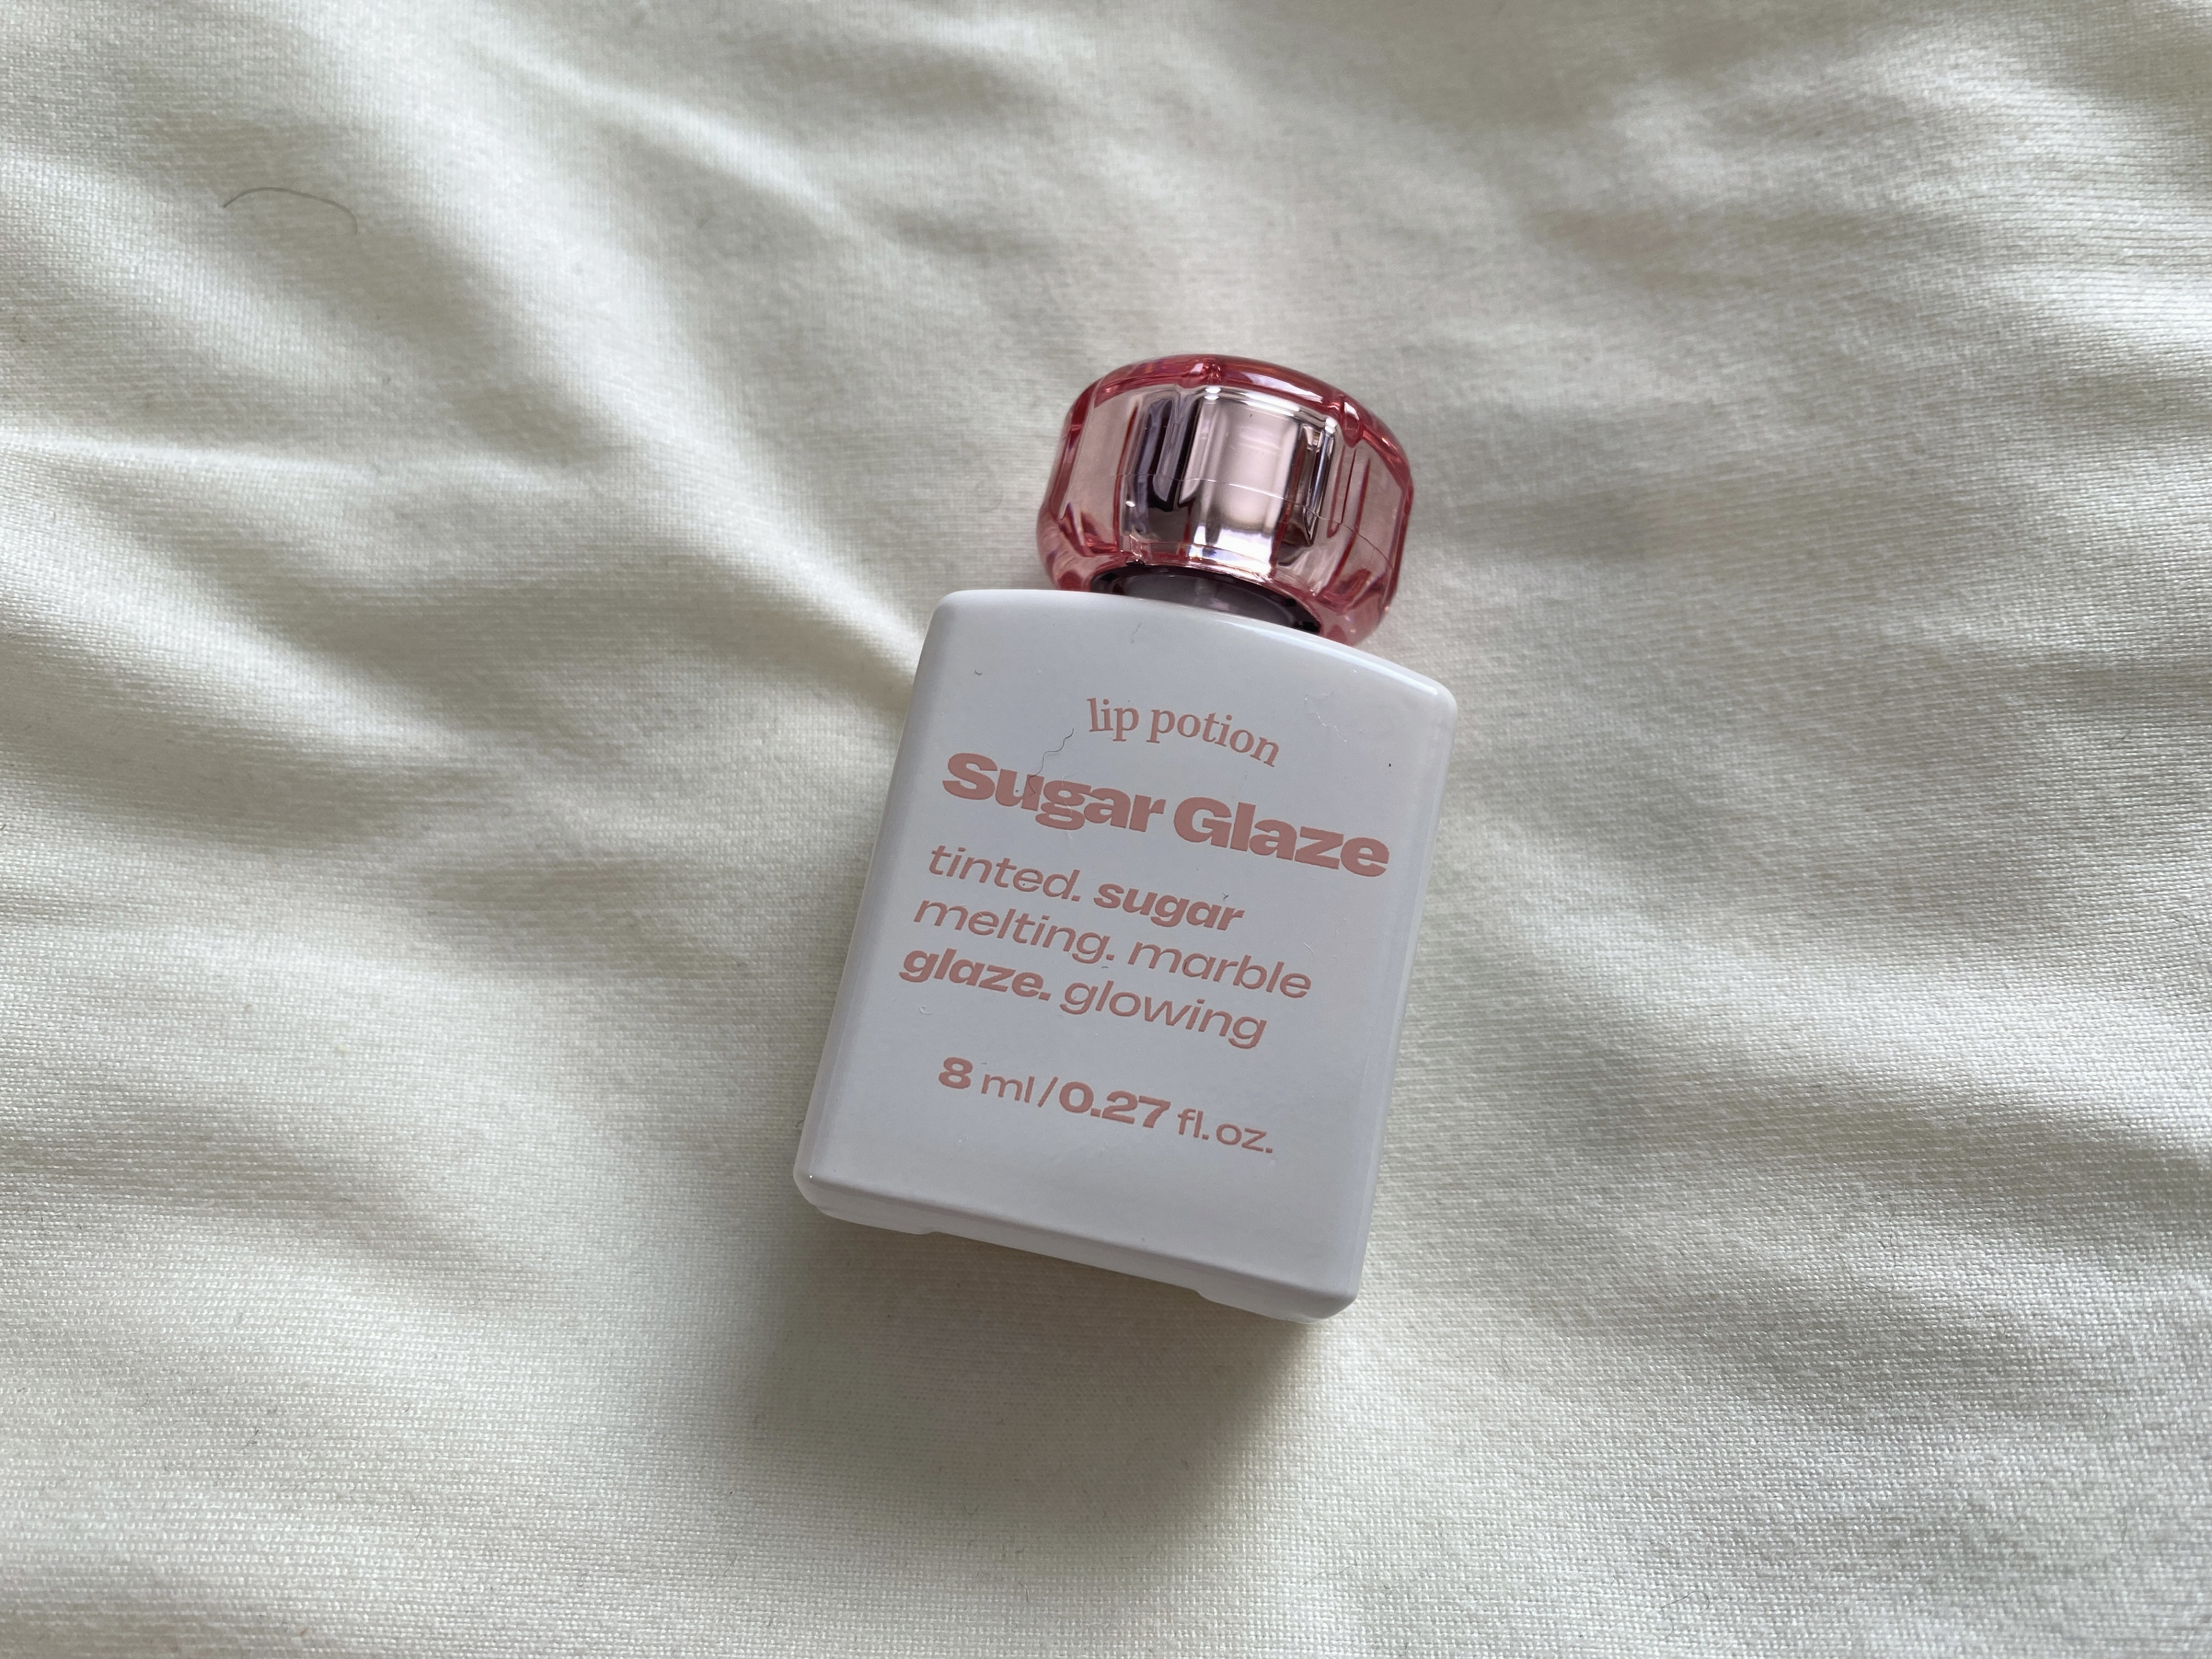 lip potion
Sugar Glaze
tinted. sugar
melting. marble
glaze. glowing
8 ml/0.27 fl.oz.